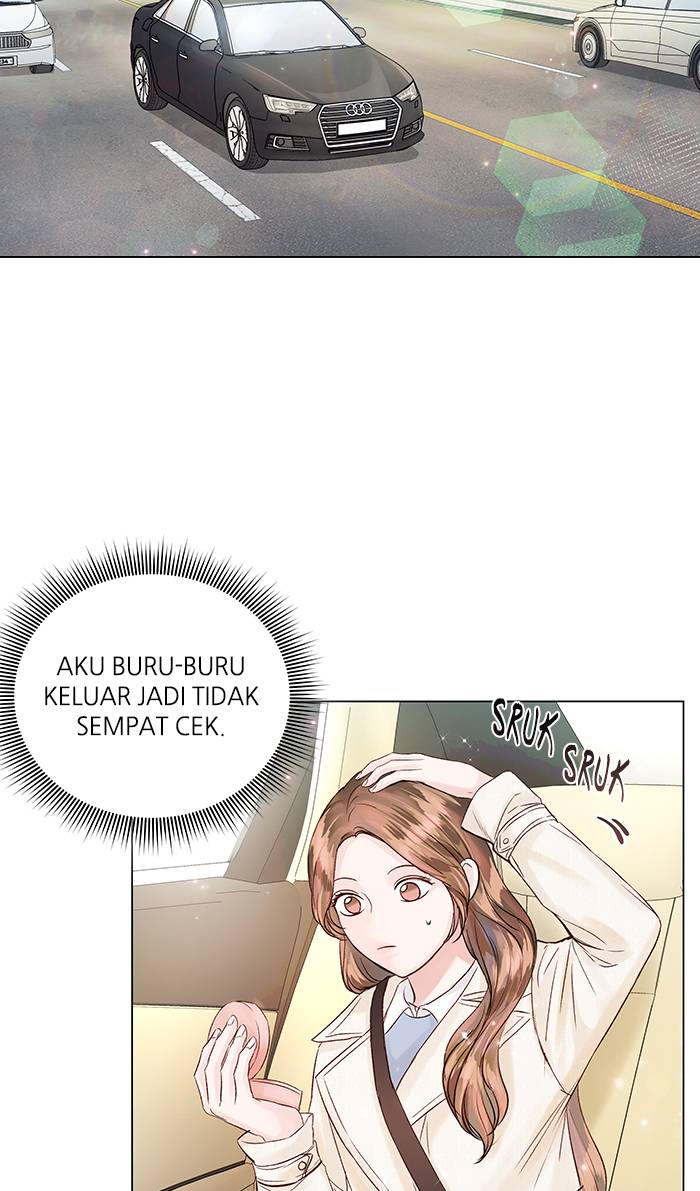 AKU BURU-BURU
KELUAR JADI TIDAK
SEMPAT CEK.
SRUK
SRUK